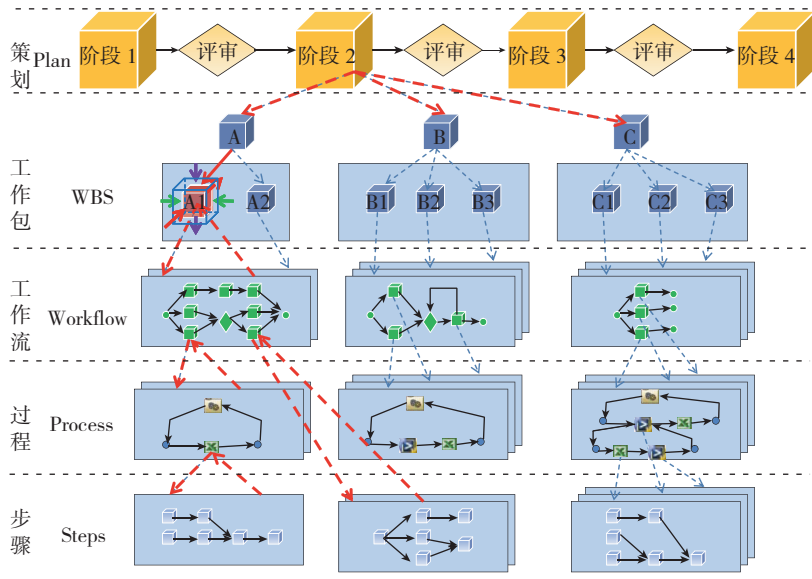 策划 Plan
阶段 1
评审
阶段 2
评审
阶段 3
评审
阶段 4
A
B
C
工作包 WBS
A1
A2
B1
B2
B3
C1
C2
C3
工作流 Workflow
过程 Process
步骤 Steps